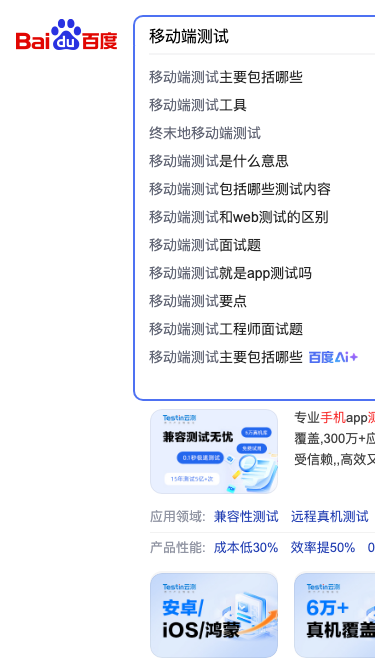 Bai du 百度
移动端测试
移动端测试主要包括哪些
移动端测试工具
终末地移动端测试
移动端测试是什么意思
移动端测试包括哪些测试内容
移动端测试和web测试的区别
移动端测试面试题
移动端测试就是app测试吗
移动端测试要点
移动端测试工程师面试题
移动端测试主要包括哪些 百度Ai+
Testin云测
兼容测试无忧
6万真机库
免费试用
0.1秒极速测试
15年测试5亿+次
专业手机app测
覆盖,300万+应
受信赖,,高效又
应用领域: 兼容性测试 远程真机测试
产品性能: 成本低30% 效率提50% 0
Testin云测
安卓/
iOS/鸿蒙
Testin云测
6万+
真机覆盖